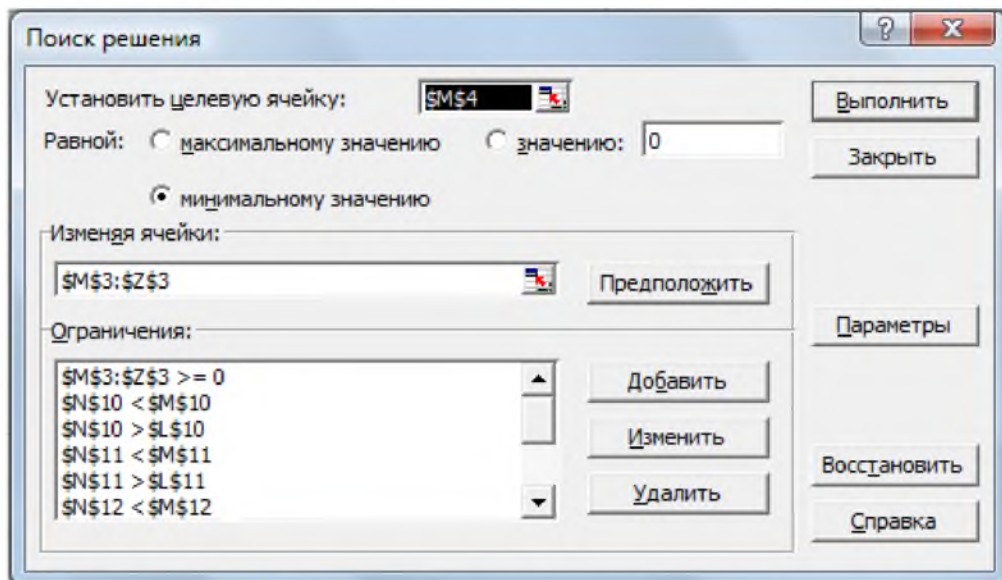 Поиск решения
Установить целевую ячейку: $M$4
Выполнить
Равной: максимальному значению значению: 0
Закрыть
минимальному значению
Изменяя ячейки:
$M$3:$Z$3
Предположить
Параметры
Ограничения:
$M$3:$Z$3 >= 0
$N$10 < $M$10
$N$10 > $L$10
$N$11 < $M$11
$N$11 > $L$11
$N$12 < $M$12
Добавить
Изменить
Удалить
Восстановить
Справка